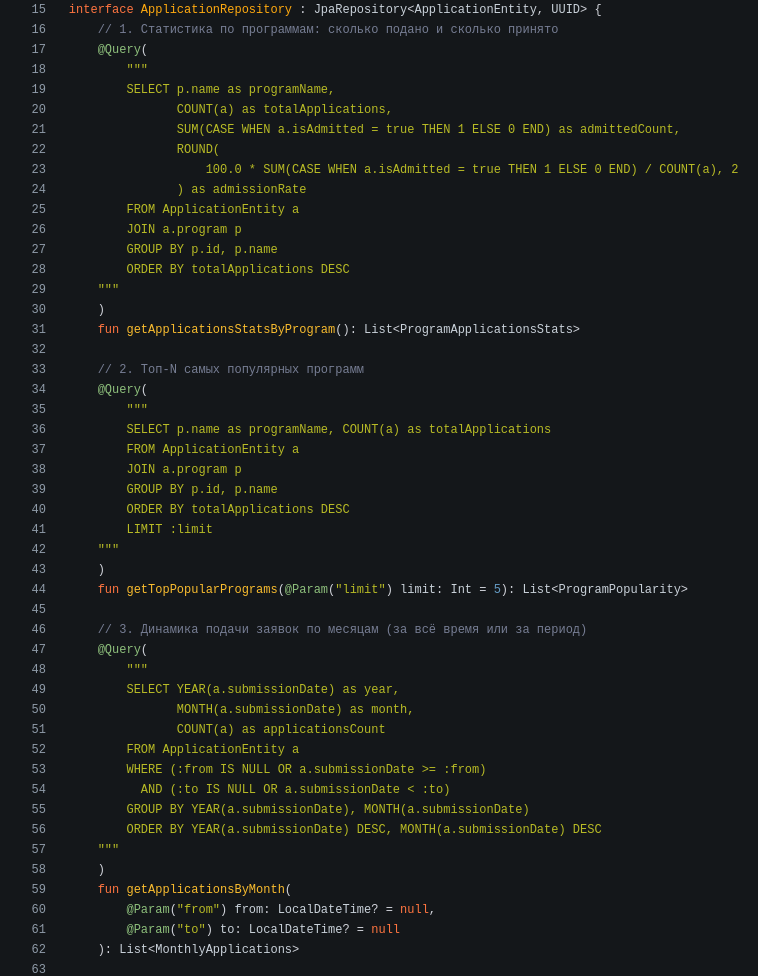 15 interface ApplicationRepository : JpaRepository<ApplicationEntity, UUID> {
16     // 1. Статистика по программам: сколько подано и сколько принято
17     @Query(
18         """
19         SELECT p.name as programName,
20                COUNT(a) as totalApplications,
21                SUM(CASE WHEN a.isAdmitted = true THEN 1 ELSE 0 END) as admittedCount,
22                ROUND(
23                    100.0 * SUM(CASE WHEN a.isAdmitted = true THEN 1 ELSE 0 END) / COUNT(a), 2
24                ) as admissionRate
25         FROM ApplicationEntity a
26         JOIN a.program p
27         GROUP BY p.id, p.name
28         ORDER BY totalApplications DESC
29     """
30     )
31     fun getApplicationsStatsByProgram(): List<ProgramApplicationsStats>
32
33     // 2. Топ-N самых популярных программ
34     @Query(
35         """
36         SELECT p.name as programName, COUNT(a) as totalApplications
37         FROM ApplicationEntity a
38         JOIN a.program p
39         GROUP BY p.id, p.name
40         ORDER BY totalApplications DESC
41         LIMIT :limit
42     """
43     )
44     fun getTopPopularPrograms(@Param("limit") limit: Int = 5): List<ProgramPopularity>
45
46     // 3. Динамика подачи заявок по месяцам (за всё время или за период)
47     @Query(
48         """
49         SELECT YEAR(a.submissionDate) as year,
50                MONTH(a.submissionDate) as month,
51                COUNT(a) as applicationsCount
52         FROM ApplicationEntity a
53         WHERE (:from IS NULL OR a.submissionDate >= :from)
54           AND (:to IS NULL OR a.submissionDate < :to)
55         GROUP BY YEAR(a.submissionDate), MONTH(a.submissionDate)
56         ORDER BY YEAR(a.submissionDate) DESC, MONTH(a.submissionDate) DESC
57     """
58     )
59     fun getApplicationsByMonth(
60         @Param("from") from: LocalDateTime? = null,
61         @Param("to") to: LocalDateTime? = null
62     ): List<MonthlyApplications>
63